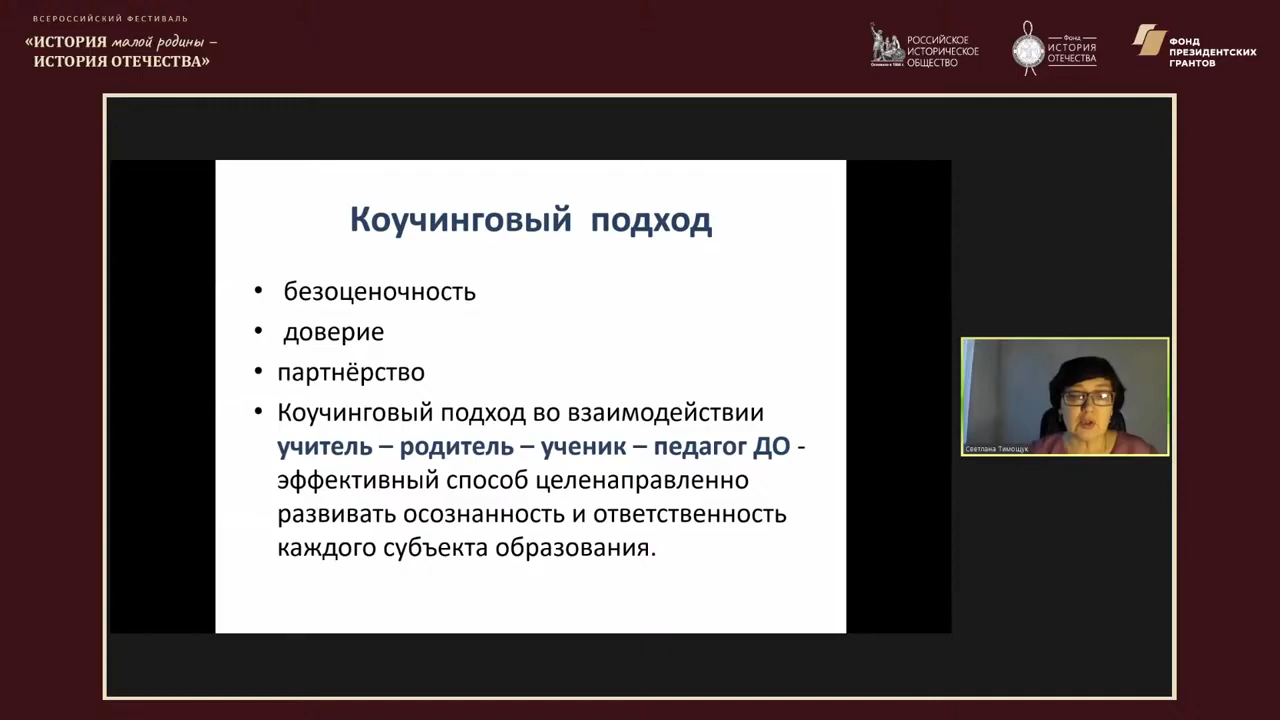 ВСЕРОССИЙСКИЙ ФЕСТИВАЛЬ
«ИСТОРИЯ малой родины –
ИСТОРИЯ ОТЕЧЕСТВА»
РОССИЙСКОЕ
ИСТОРИЧЕСКОЕ
ОБЩЕСТВО
Фонд
ИСТОРИЯ
ОТЕЧЕСТВА
ФОНД
ПРЕЗИДЕНТСКИХ
ГРАНТОВ
Коучинговый подход
• безоценочность
• доверие
• партнёрство
• Коучинговый подход во взаимодействии
учитель – родитель – ученик – педагог ДО -
эффективный способ целенаправленно
развивать осознанность и ответственность
каждого субъекта образования.
Светлана Тимощук